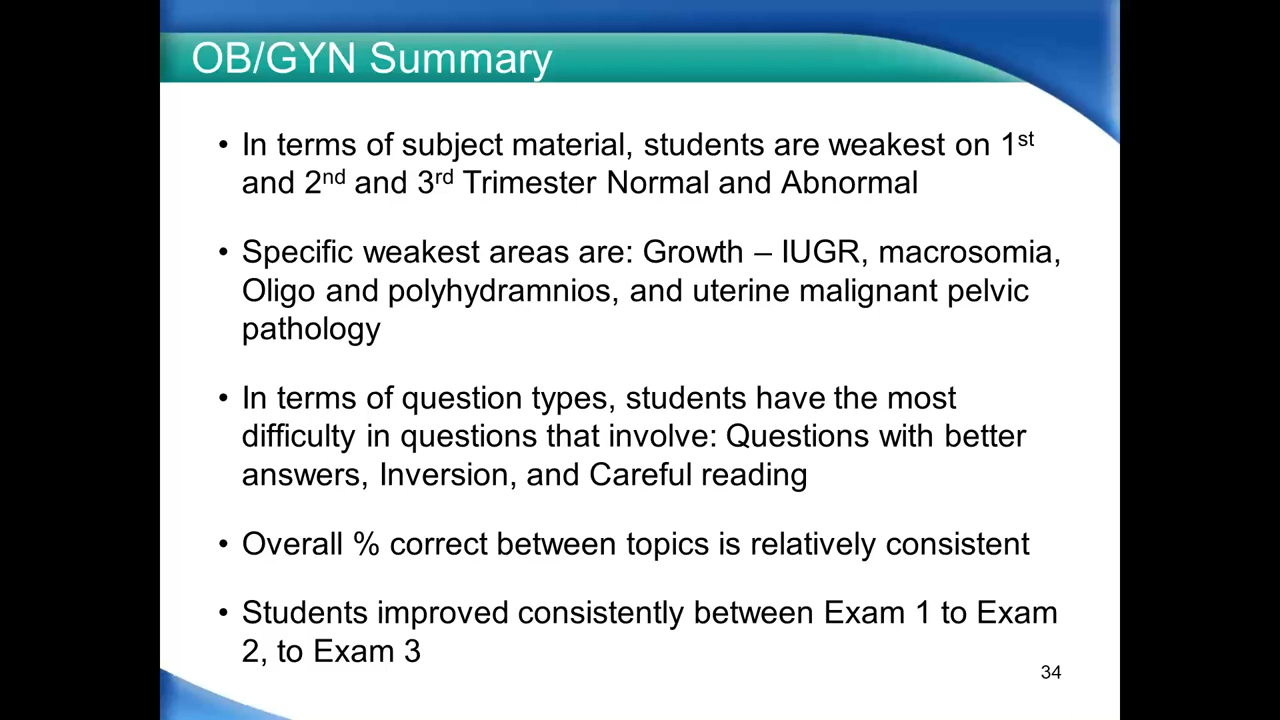 OB/GYN Summary
• In terms of subject material, students are weakest on 1st
and 2nd and 3rd Trimester Normal and Abnormal
• Specific weakest areas are: Growth – IUGR, macrosomia,
Oligo and polyhydramnios, and uterine malignant pelvic
pathology
• In terms of question types, students have the most
difficulty in questions that involve: Questions with better
answers, Inversion, and Careful reading
• Overall % correct between topics is relatively consistent
• Students improved consistently between Exam 1 to Exam
2, to Exam 3
34